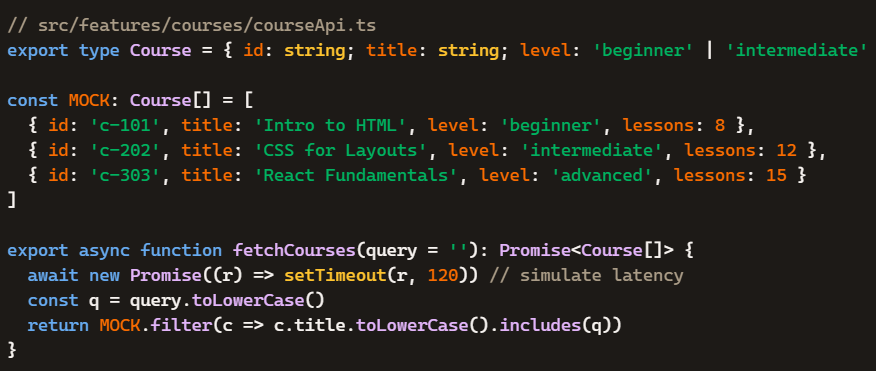 // src/features/courses/courseApi.ts
export type Course = { id: string; title: string; level: 'beginner' | 'intermediate'

const MOCK: Course[] = [
  { id: 'c-101', title: 'Intro to HTML', level: 'beginner', lessons: 8 },
  { id: 'c-202', title: 'CSS for Layouts', level: 'intermediate', lessons: 12 },
  { id: 'c-303', title: 'React Fundamentals', level: 'advanced', lessons: 15 }
]

export async function fetchCourses(query = ''): Promise<Course[]> {
  await new Promise((r) => setTimeout(r, 120)) // simulate latency
  const q = query.toLowerCase()
  return MOCK.filter(c => c.title.toLowerCase().includes(q))
}